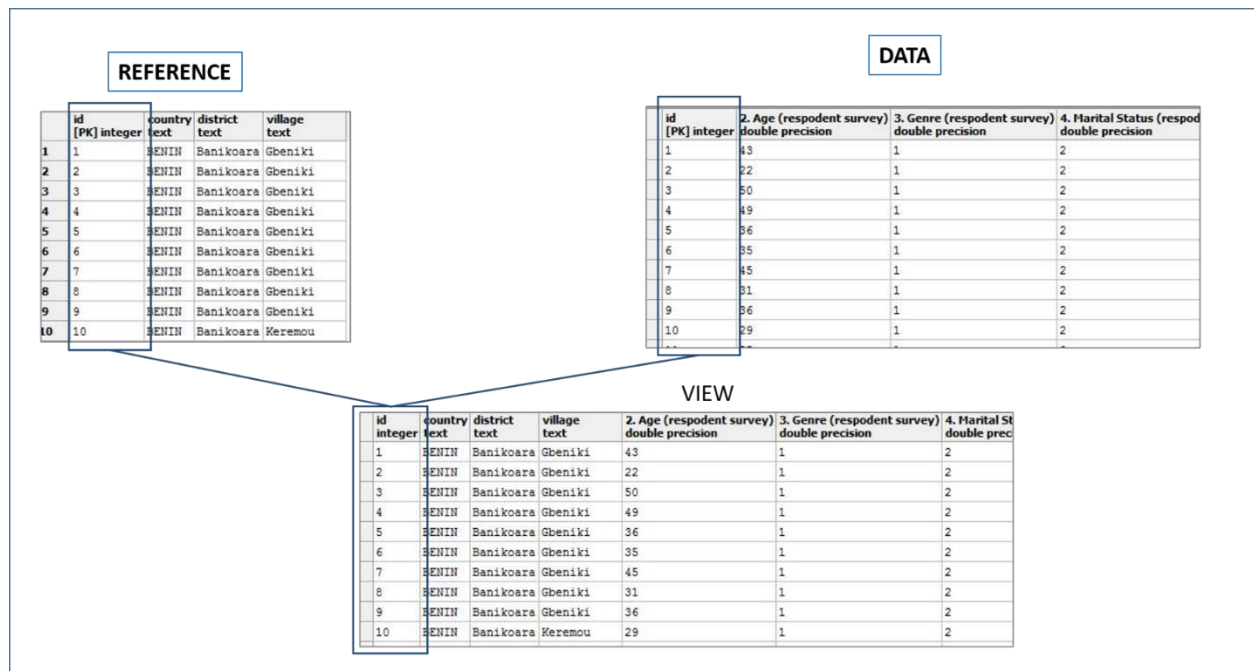 REFERENCE
id country district village
[PK] integer text text text
1 1 BENIN Banikoara Gbeniki
2 2 BENIN Banikoara Gbeniki
3 3 BENIN Banikoara Gbeniki
4 4 BENIN Banikoara Gbeniki
5 5 BENIN Banikoara Gbeniki
6 6 BENIN Banikoara Gbeniki
7 7 BENIN Banikoara Gbeniki
8 8 BENIN Banikoara Gbeniki
9 9 BENIN Banikoara Gbeniki
10 10 BENIN Banikoara Keremou
DATA
id 2. Age (respodent survey) 3. Genre (respodent survey) 4. Marital Status (respod
[PK] integer double precision double precision double precision
1 43 1 2
2 22 1 2
3 50 1 2
4 49 1 2
5 36 1 2
6 35 1 2
7 45 1 2
8 31 1 2
9 36 1 2
10 29 1 2
VIEW
id country district village 2. Age (respodent survey) 3. Genre (respodent survey) 4. Marital St
integer text text text double precision double precision double preci
1 BENIN Banikoara Gbeniki 43 1 2
2 BENIN Banikoara Gbeniki 22 1 2
3 BENIN Banikoara Gbeniki 50 1 2
4 BENIN Banikoara Gbeniki 49 1 2
5 BENIN Banikoara Gbeniki 36 1 2
6 BENIN Banikoara Gbeniki 35 1 2
7 BENIN Banikoara Gbeniki 45 1 2
8 BENIN Banikoara Gbeniki 31 1 2
9 BENIN Banikoara Gbeniki 36 1 2
10 BENIN Banikoara Keremou 29 1 2